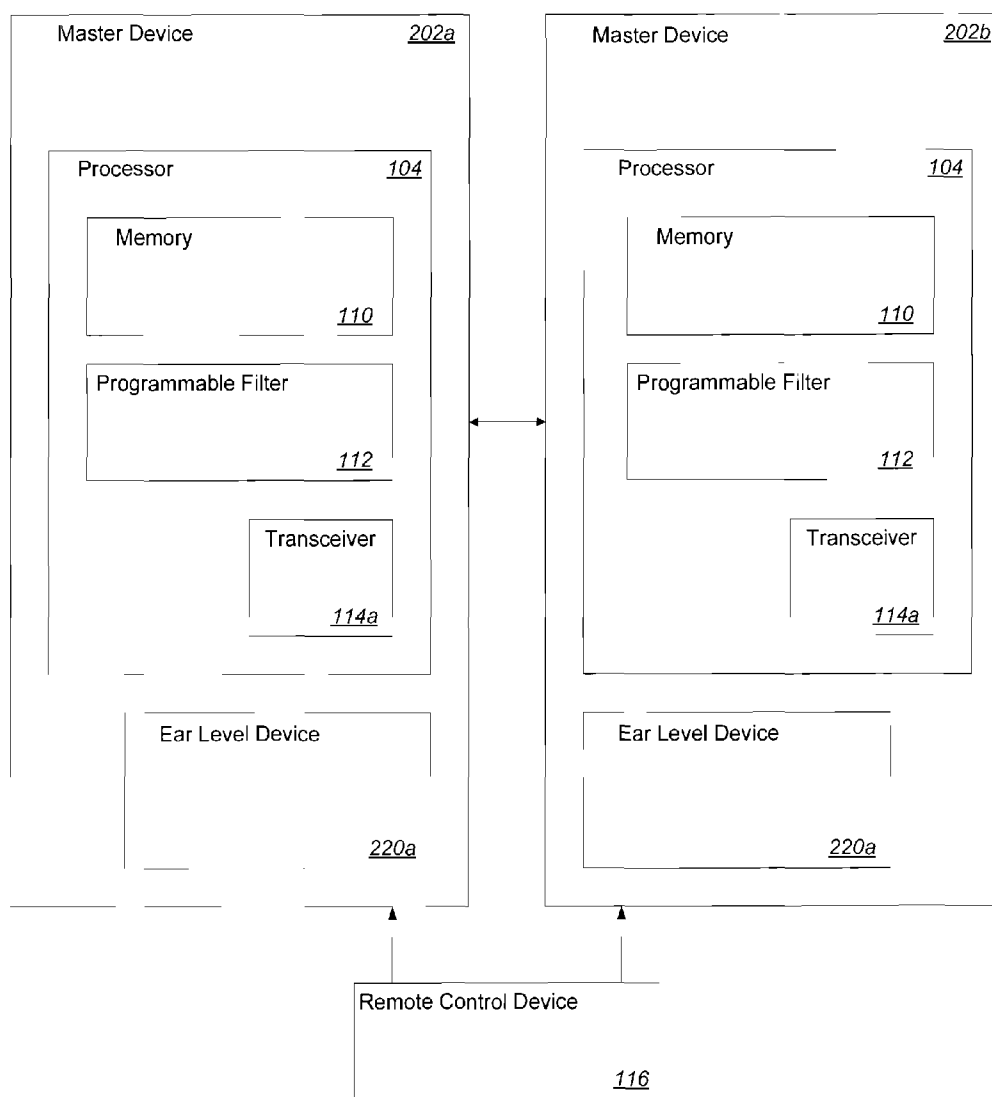 Master Device 202a
Processor 104
Memory
110
Programmable Filter
112
Transceiver
114a
Ear Level Device
220a
Master Device 202b
Processor 104
Memory
110
Programmable Filter
112
Transceiver
114a
Ear Level Device
220a
Remote Control Device
116